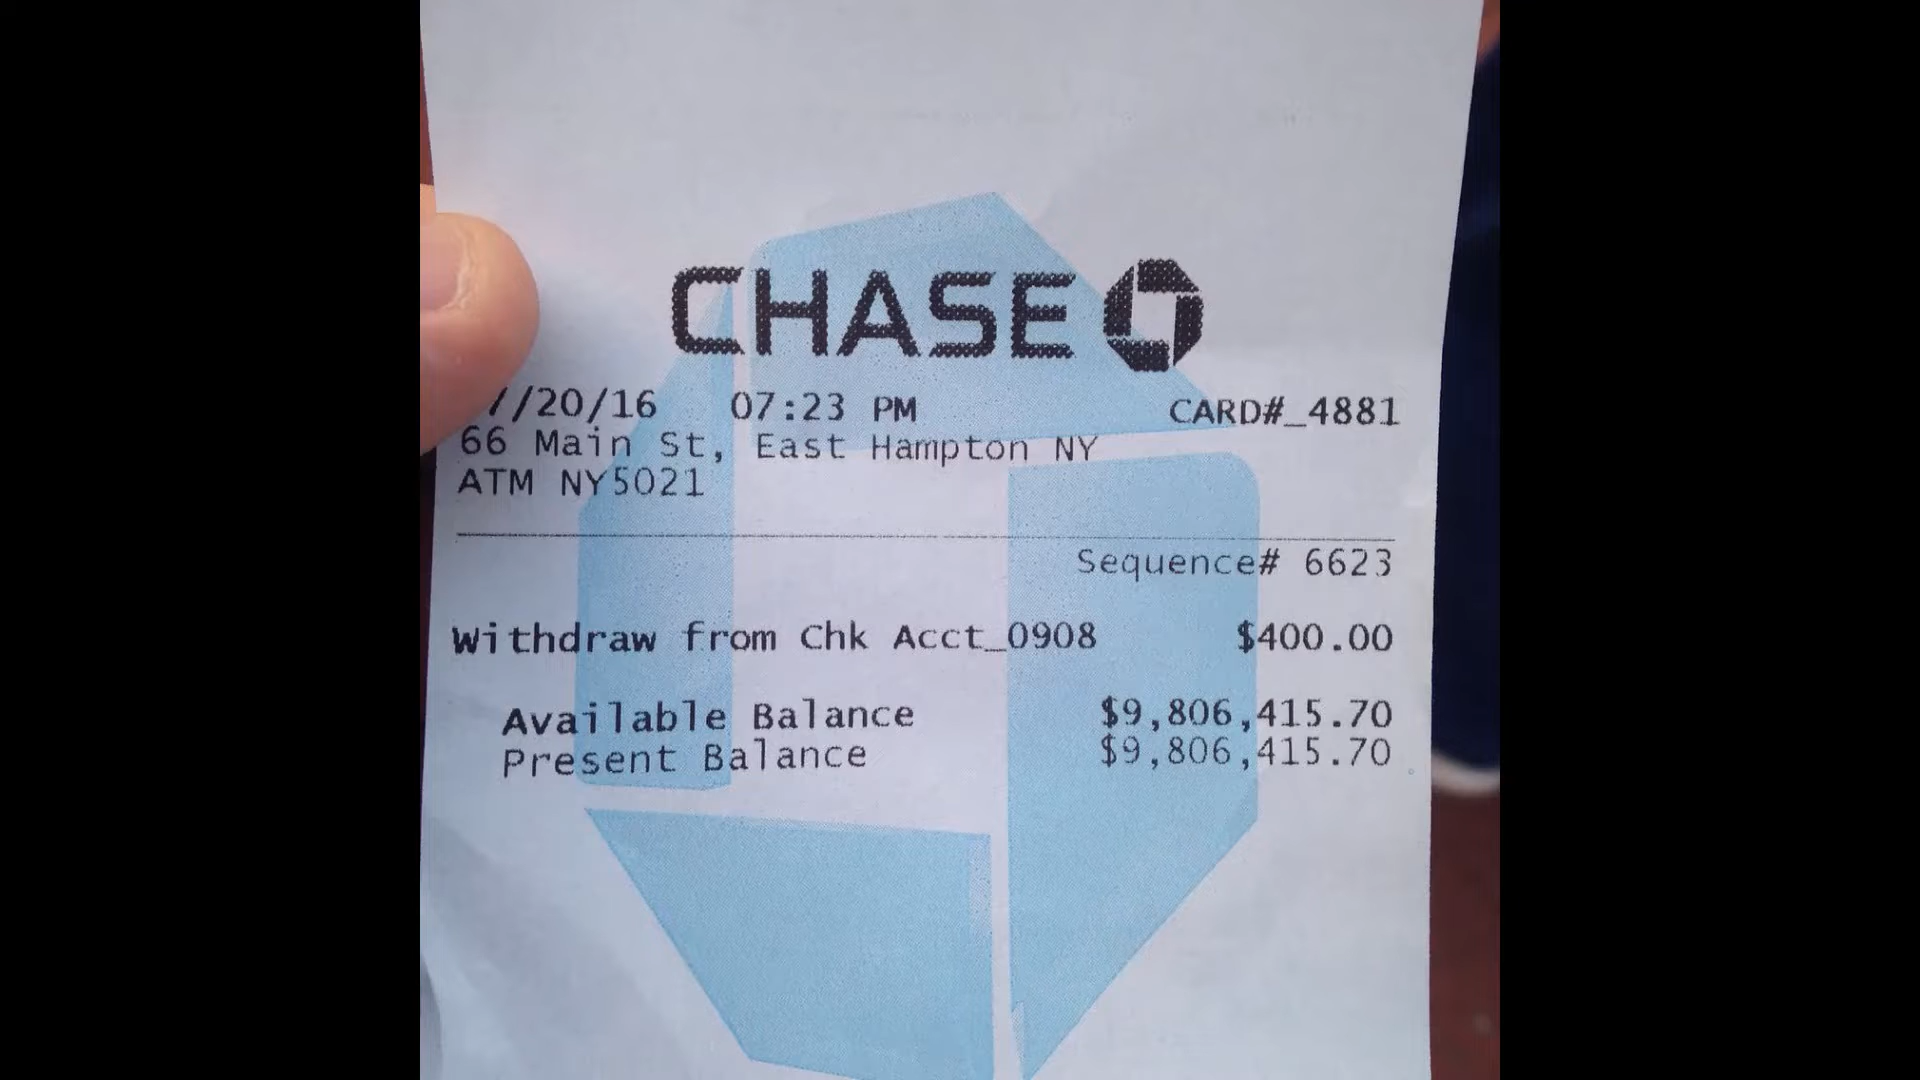 CHASE
7/20/16 07:23 PM CARD#_4881
66 Main St, East Hampton NY
ATM NY5021
Sequence# 6623
Withdraw from Chk Acct_0908 $400.00
Available Balance $9,806,415.70
Present Balance $9,806,415.70